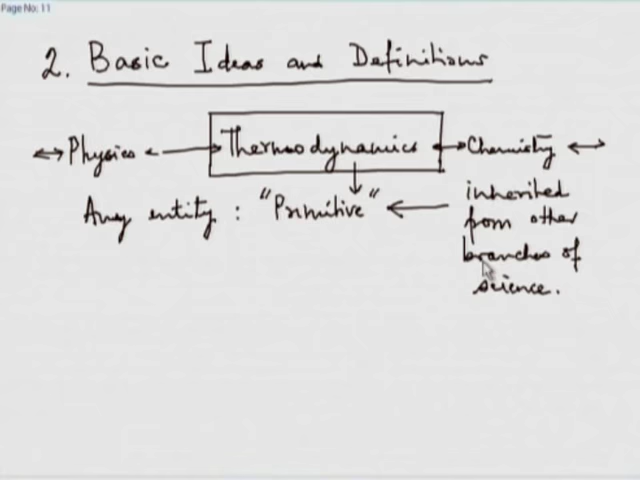 Page No: 11
2. Basic Ideas and Definitions
↔ Physics ↔ Thermodynamics ↔ Chemistry ↔
Any entity : "Primitive" ← inherited
from other
branches of
science.